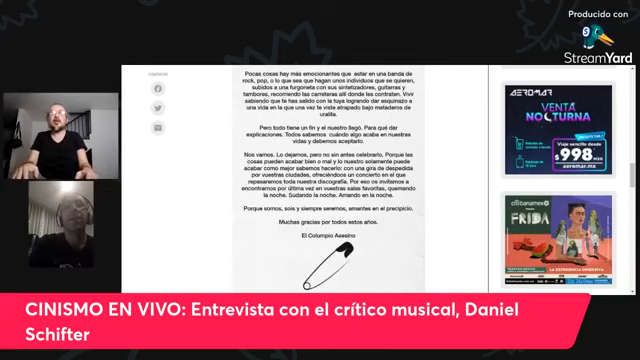 Producido con
StreamYard
COMPARTIR
Pocas cosas hay más emocionantes que estar en una banda de
rock, pop, o lo que sea que hagan unos individuos que se quieren,
subidos a una furgoneta con sus sintetizadores, guitarras y
tambores, recorriendo las carreteras allí donde les contraten. Vivir
sabiendo que te has salido con la tuya logrando dar esquinazo a
una vida en la que una vez te viste atrapado bajo mataderos de
uralita.
Pero todo tiene un fin y el nuestro llegó. Para qué dar
explicaciones. Todos sabemos cuándo algo acaba en nuestras
vidas y debemos aceptarlo.
Nos vamos. Lo dejamos, pero no sin antes celebrarlo. Porque las
cosas pueden acabar bien o mal y lo nuestro solamente puede
acabar como mejor sabemos hacerlo: con una gira de despedida
por vuestras ciudades, ofreciéndoos un concierto en el que
repasaremos toda nuestra discografía. Por eso os invitamos a
encontrarnos por última vez en vuestras salas favoritas, quemando
la noche. Sudando la noche. Amando en la noche.
Porque somos, sois y siempre seremos, amantes en el precipicio.
Muchas gracias por todos estos años.
El Columpio Asesino
AEROMAR
VENTA
NOCTURNA
Viaje sencillo desde
$998
aeromar.mx
citibanamex
FRIDA
LA EXPERIENCIA INMERSIVA
CINISMO EN VIVO: Entrevista con el crítico musical, Daniel
Schifter